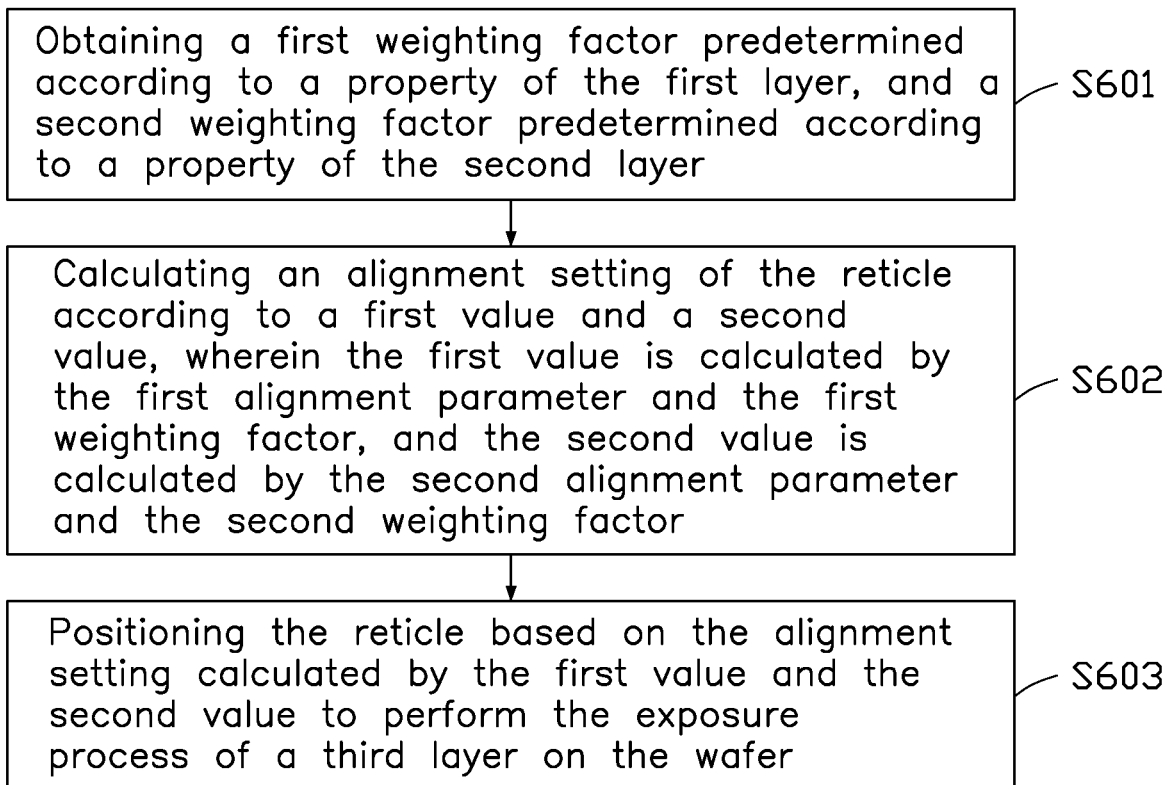 Obtaining a first weighting factor predetermined
according to a property of the first layer, and a
second weighting factor predetermined according
to a property of the second layer
S601
Calculating an alignment setting of the reticle
according to a first value and a second
value, wherein the first value is calculated by
the first alignment parameter and the first
weighting factor, and the second value is
calculated by the second alignment parameter
and the second weighting factor
S602
Positioning the reticle based on the alignment
setting calculated by the first value and the
second value to perform the exposure
process of a third layer on the wafer
S603